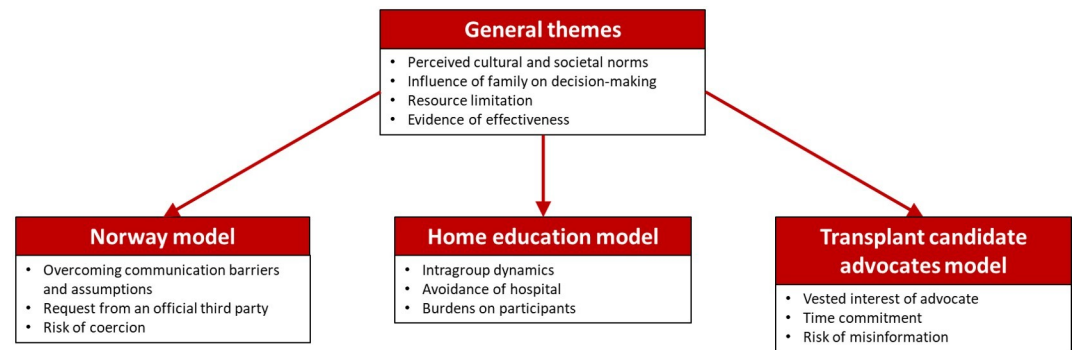 General themes
• Perceived cultural and societal norms
• Influence of family on decision-making
• Resource limitation
• Evidence of effectiveness
Norway model
• Overcoming communication barriers
and assumptions
• Request from an official third party
• Risk of coercion
Home education model
• Intragroup dynamics
• Avoidance of hospital
• Burdens on participants
Transplant candidate
advocates model
• Vested interest of advocate
• Time commitment
• Risk of misinformation